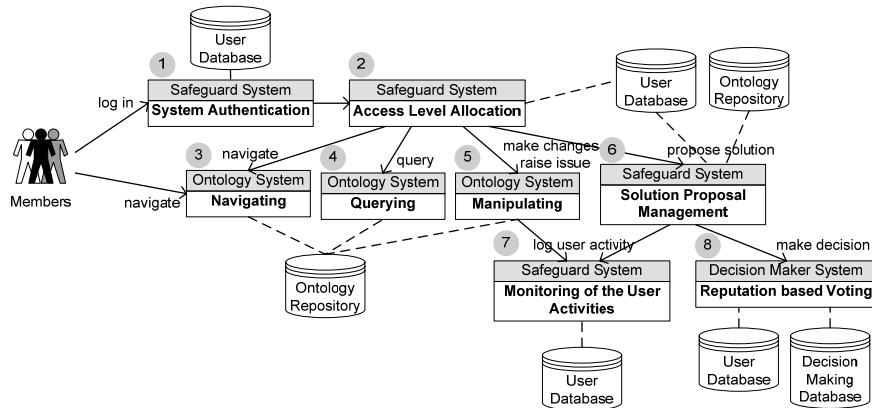 User
Database
1
2
Safeguard System
System Authentication
Safeguard System
Access Level Allocation
User
Database
Ontology
Repository
log in
Members
navigate
3
navigate
4
query
5
make changes
raise issue
6
propose solution
Ontology System
Navigating
Ontology System
Querying
Ontology System
Manipulating
Safeguard System
Solution Proposal
Management
Ontology
Repository
7
log user activity
8
make decision
Safeguard System
Monitoring of the User
Activities
Decision Maker System
Reputation based Voting
User
Database
User
Database
Decision
Making
Database